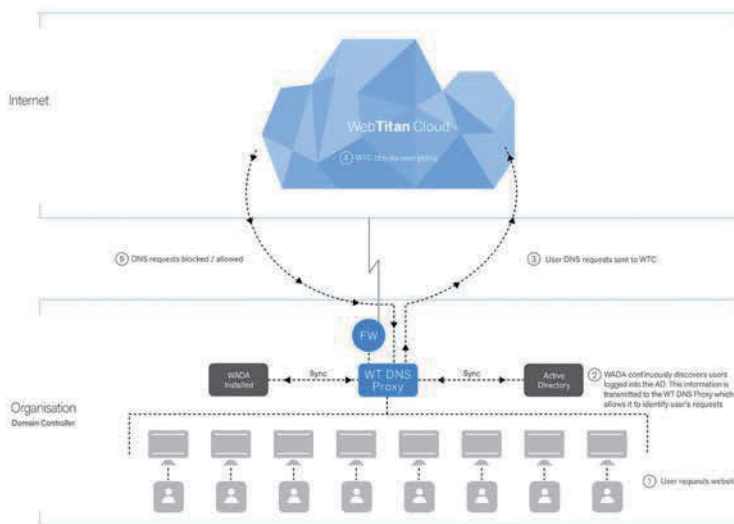 Internet
WebTitan Cloud
④ WTC checks user policy
⑤ DNS requests blocked / allowed
③ User DNS requests sent to WTC
FW
WADA
Installed
Sync
WT DNS
Proxy
Sync
Active
Directory
② WADA continuously discovers users
logged into the AD. This information is
transmitted to the WT DNS Proxy which
allows it to identify user's requests
Organisation
Domain Controller
① User requests website